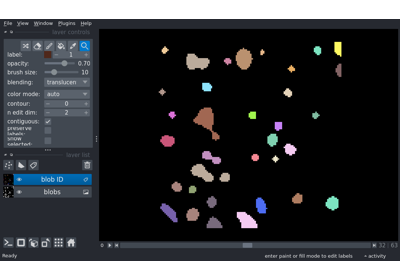 File View Window Plugins Help
layer controls
label: 1
opacity: 0.70
brush size: 10
blending: translucen
color mode: auto
contour: 0
n edit dim: 2
contiguous:
preserve labels:
show selected:
layer list
blob ID
blobs
0 32 63
Ready
enter paint or fill mode to edit labels
activity